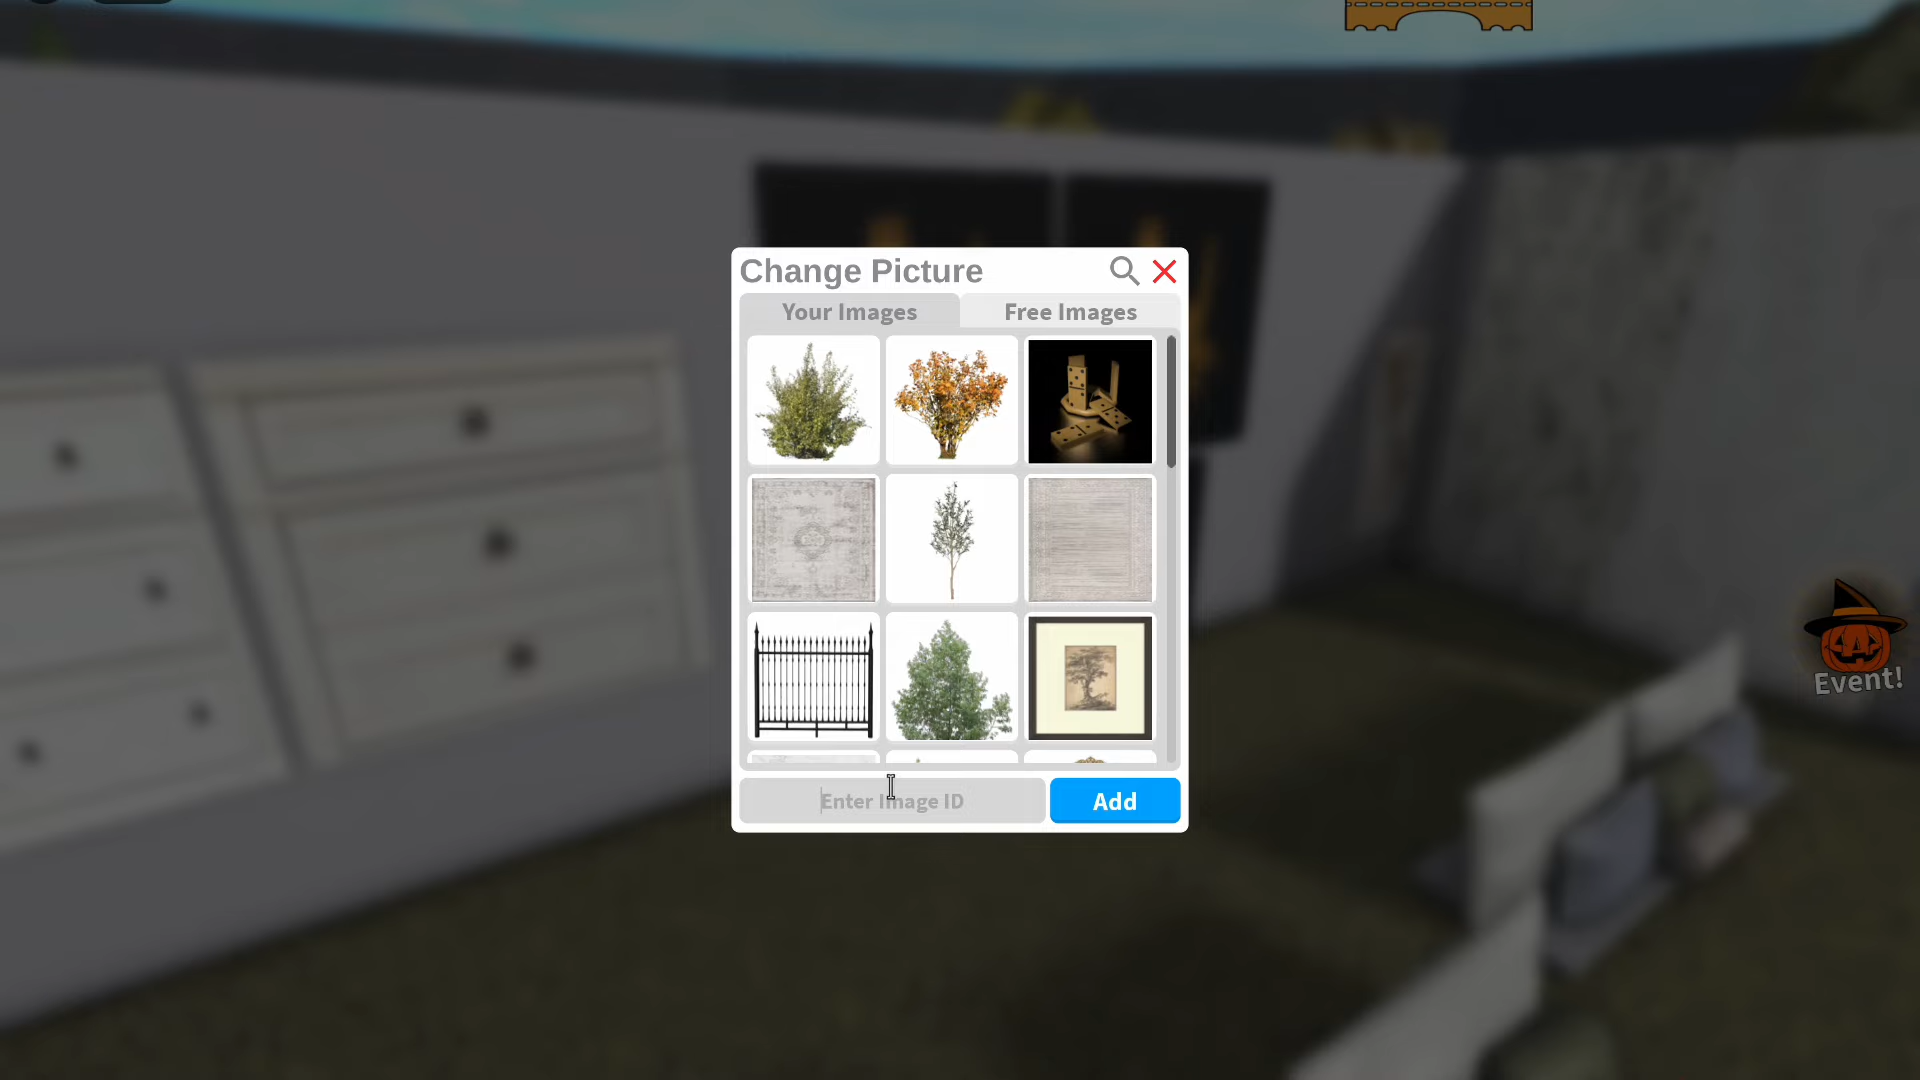 Change Picture
Your Images
Free Images
Enter Image ID
Add
Event!